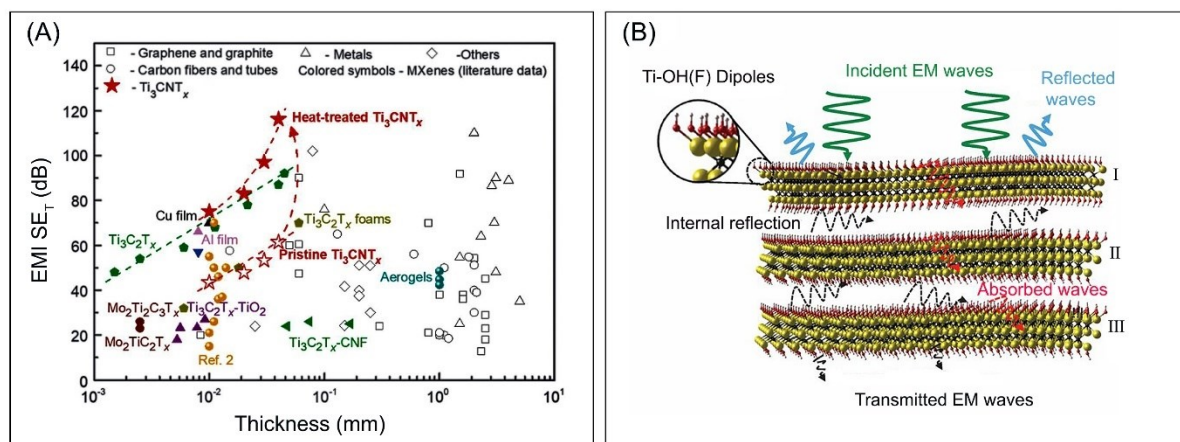 (A)
□ - Graphene and graphite △ - Metals ◇ -Others
○ - Carbon fibers and tubes Colored symbols - MXenes (literature data)
★ - Ti₃CNTₓ
Heat-treated Ti₃CNTₓ
Cu film
Al film
Ti₃C₂Tₓ
Ti₃C₂Tₓ foams
Pristine Ti₃CNTₓ
Aerogels
Mo₂Ti₂C₃Tₓ
Ti₃C₂Tₓ-TiO₂
Mo₂TiC₂Tₓ
Ref. 2
Ti₃C₂Tₓ-CNF
EMI SE_T (dB)
140
120
100
80
60
40
20
0
10⁻³ 10⁻² 10⁻¹ 10⁰ 10¹
Thickness (mm)
(B)
Ti-OH(F) Dipoles
Incident EM waves
Reflected
waves
I
Internal reflection
II
Absorbed waves
III
Transmitted EM waves